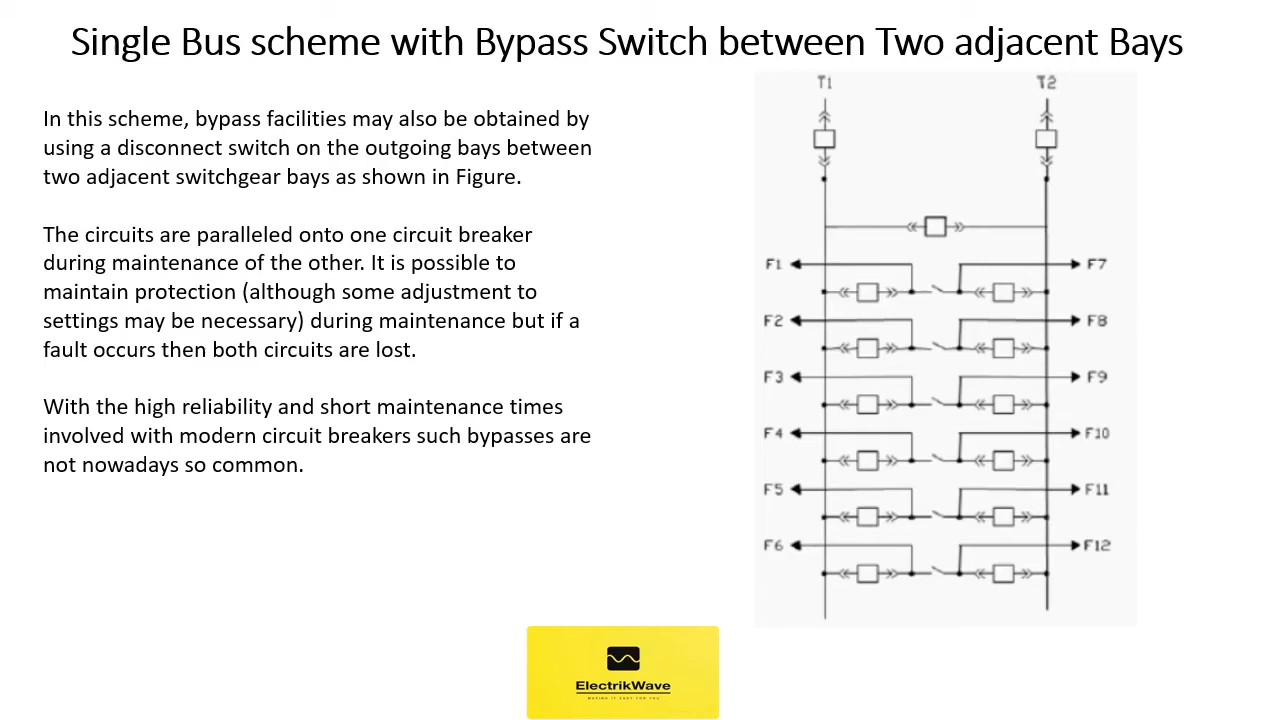 Single Bus scheme with Bypass Switch between Two adjacent Bays
In this scheme, bypass facilities may also be obtained by
using a disconnect switch on the outgoing bays between
two adjacent switchgear bays as shown in Figure.
The circuits are paralleled onto one circuit breaker
during maintenance of the other. It is possible to
maintain protection (although some adjustment to
settings may be necessary) during maintenance but if a
fault occurs then both circuits are lost.
With the high reliability and short maintenance times
involved with modern circuit breakers such bypasses are
not nowadays so common.
T1 T2
F1 F7
F2 F8
F3 F9
F4 F10
F5 F11
F6 F12
ElectrikWave
MAKING IT EASY FOR YOU